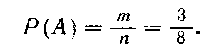 P(A) = m/n = 3/8.